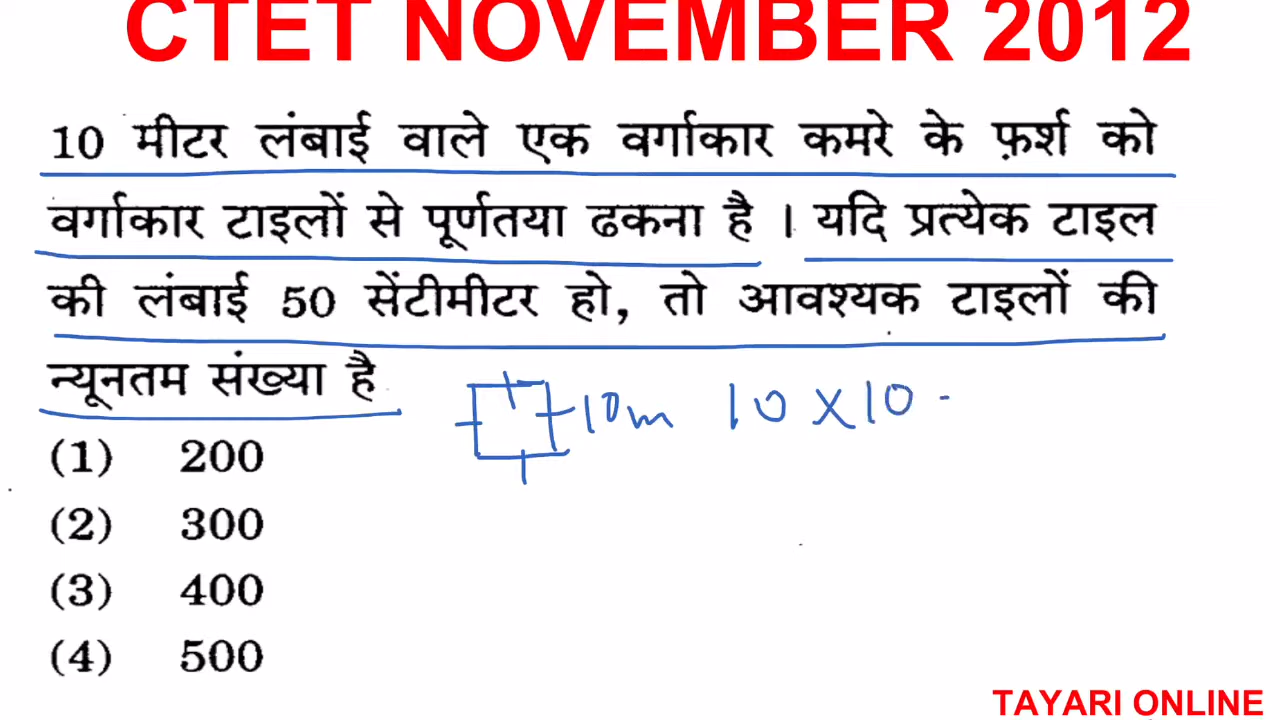 CTET NOVEMBER 2012
10 मीटर लंबाई वाले एक वर्गाकार कमरे के फ़र्श को
वर्गाकार टाइलों से पूर्णतया ढकना है । यदि प्रत्येक टाइल
की लंबाई 50 सेंटीमीटर हो, तो आवश्यक टाइलों की
न्यूनतम संख्या है
10m 10 X 10
(1) 200
(2) 300
(3) 400
(4) 500
TAYARI ONLINE